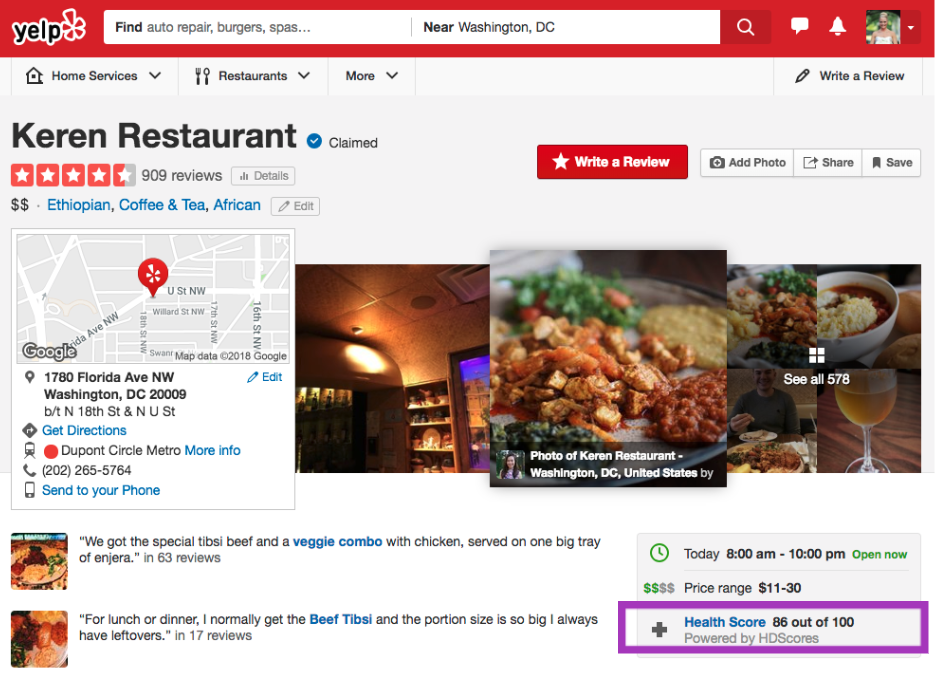 yelp
Find auto repair, burgers, spas... Near Washington, DC
Home Services Restaurants More Write a Review
Keren Restaurant Claimed
909 reviews Details
Write a Review Add Photo Share Save
$$ · Ethiopian, Coffee & Tea, African Edit
U St NW
Willard St NW
Florida Ave NW
18th St NW
17th St NW
16th St NW
Swann
Google Map data ©2018 Google
1780 Florida Ave NW Edit
Washington, DC 20009
b/t N 18th St & N U St
Get Directions
Dupont Circle Metro More info
(202) 265-5764
Send to your Phone
Photo of Keren Restaurant -
Washington, DC, United States by
See all 578
“We got the special tibsi beef and a veggie combo with chicken, served on one big tray
of enjera.” in 63 reviews
“For lunch or dinner, I normally get the Beef Tibsi and the portion size is so big I always
have leftovers.” in 17 reviews
Today 8:00 am - 10:00 pm Open now
$$$$ Price range $11-30
Health Score 86 out of 100
Powered by HDScores